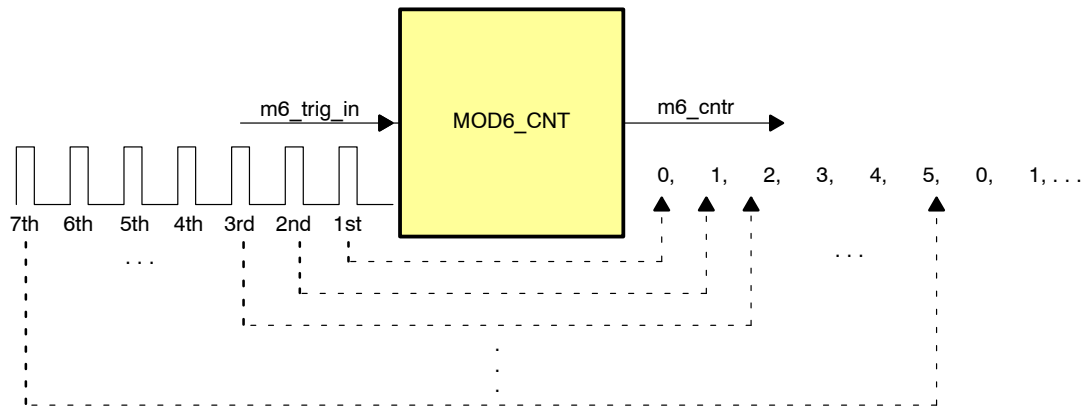 m6_trig_in
MOD6_CNT
m6_cntr
0, 1, 2, 3, 4, 5, 0, 1, . . .
7th 6th 5th 4th 3rd 2nd 1st
. . .
. . .
.
.
.